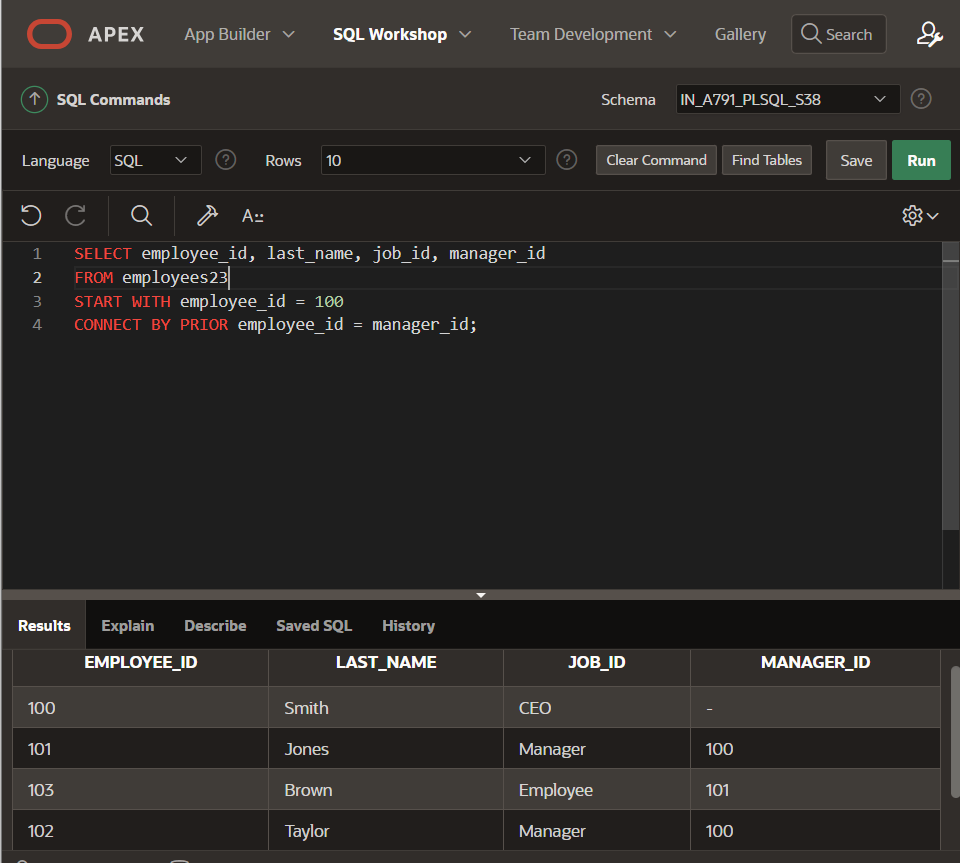 APEX App Builder SQL Workshop Team Development Gallery Search
SQL Commands Schema IN_A791_PLSQL_S38 ?
Language SQL ? Rows 10 ? Clear Command Find Tables Save Run
A::
1 SELECT employee_id, last_name, job_id, manager_id
2 FROM employees23
3 START WITH employee_id = 100
4 CONNECT BY PRIOR employee_id = manager_id;
Results Explain Describe Saved SQL History
EMPLOYEE_ID LAST_NAME JOB_ID MANAGER_ID
100 Smith CEO -
101 Jones Manager 100
103 Brown Employee 101
102 Taylor Manager 100